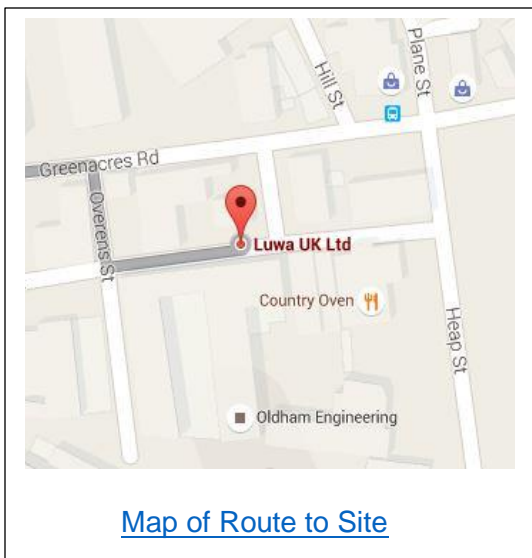 Plane St
Hill St
Greenacres Rd
Overens St
Luwa UK Ltd
Country Oven
Heap St
Oldham Engineering
Map of Route to Site